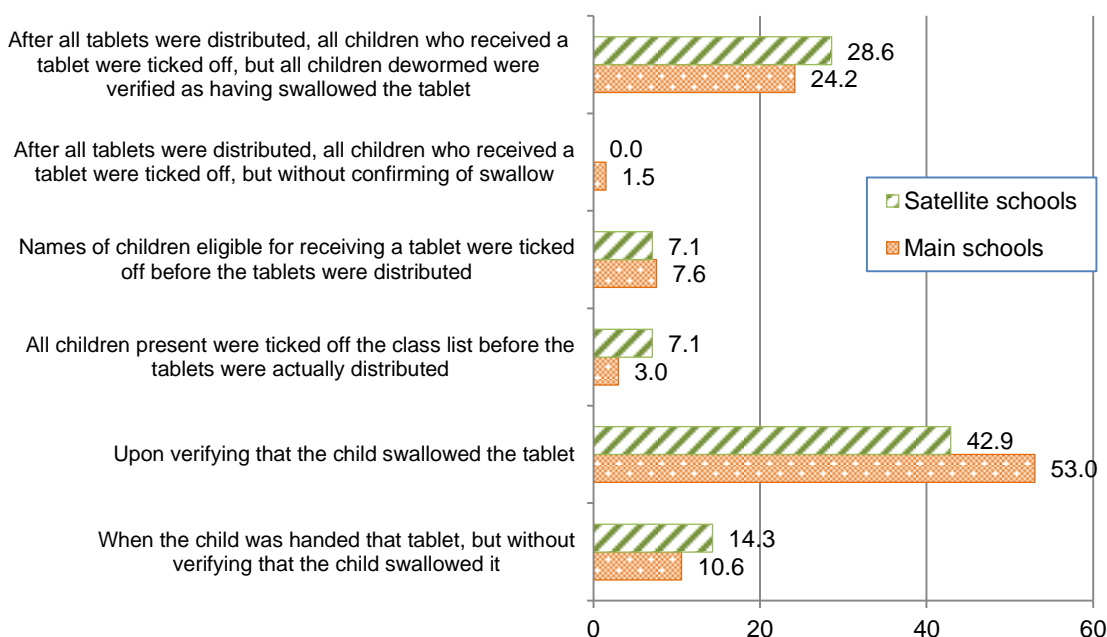 After all tablets were distributed, all children who received a
tablet were ticked off, but all children dewormed were
verified as having swallowed the tablet
28.6
24.2
After all tablets were distributed, all children who received a
tablet were ticked off, but without confirming of swallow
0.0
1.5
Satellite schools
Main schools
Names of children eligible for receiving a tablet were ticked
off before the tablets were distributed
7.1
7.6
All children present were ticked off the class list before the
tablets were actually distributed
7.1
3.0
Upon verifying that the child swallowed the tablet
42.9
53.0
When the child was handed that tablet, but without
verifying that the child swallowed it
14.3
10.6
0 20 40 60